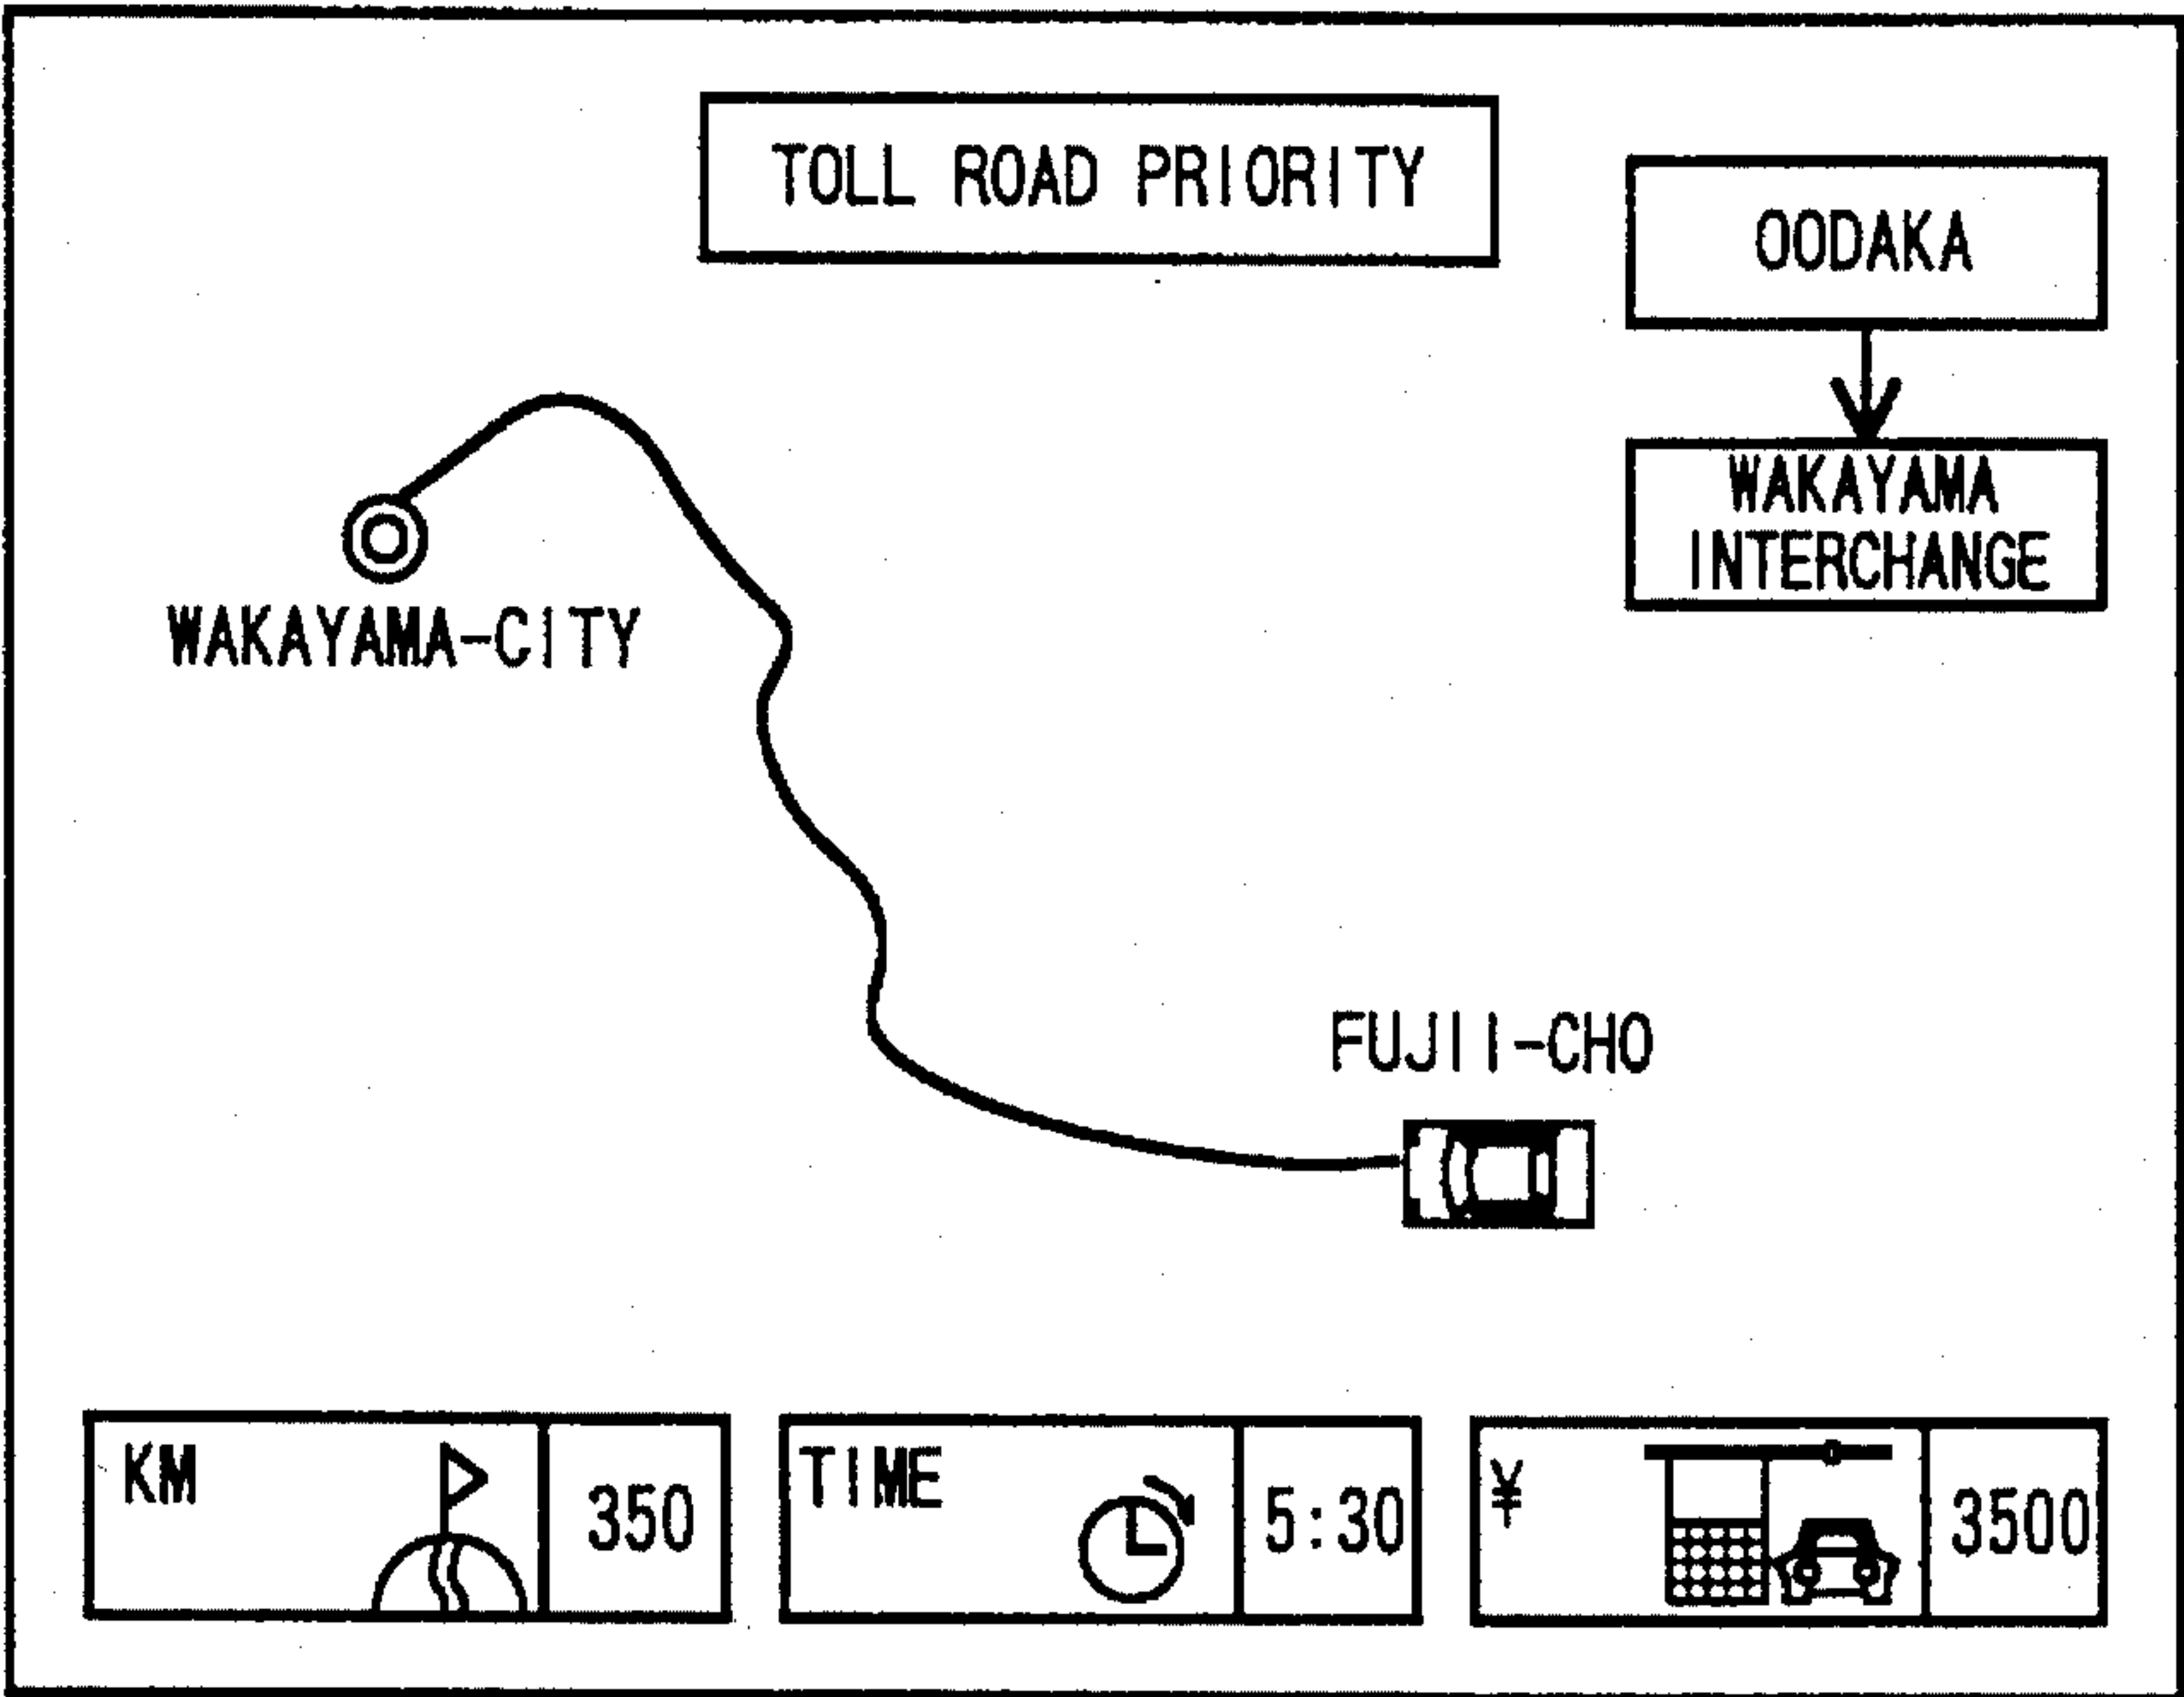 TOLL ROAD PRIORITY
OODAKA
WAKAYAMA
INTERCHANGE
WAKAYAMA-CITY
FUJII-CHO
KM 350
TIME 5:30
¥ 3500